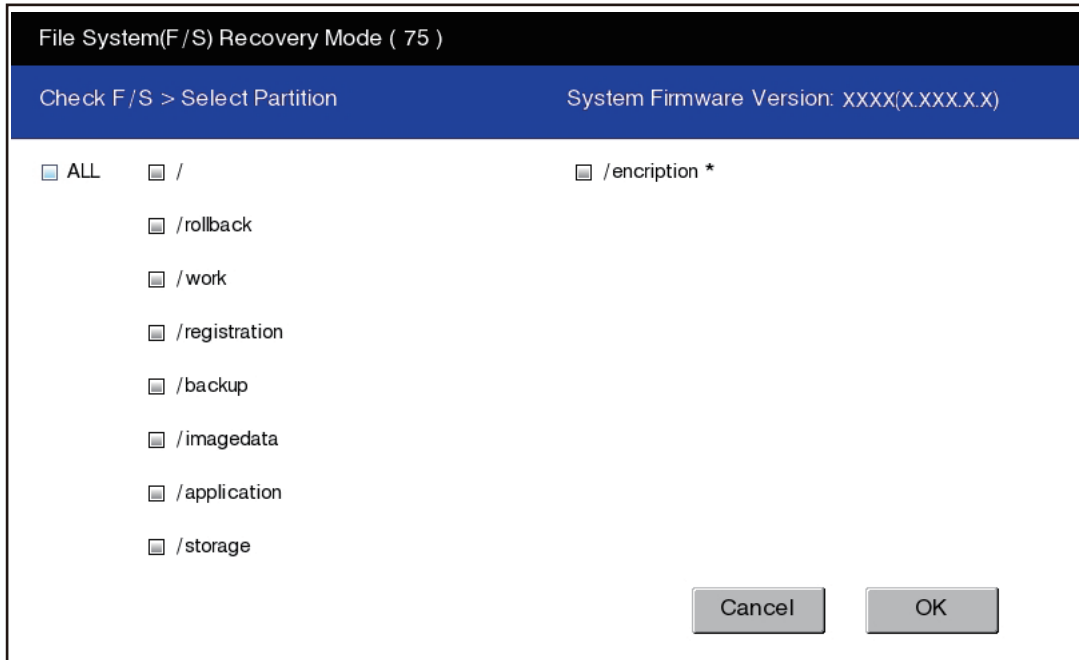 File System(F/S) Recovery Mode ( 75 )
Check F/S > Select Partition System Firmware Version: XXXX(X.XXX.X.X)
ALL / /encription *
/rollback
/work
/registration
/backup
/imagedata
/application
/storage
Cancel OK